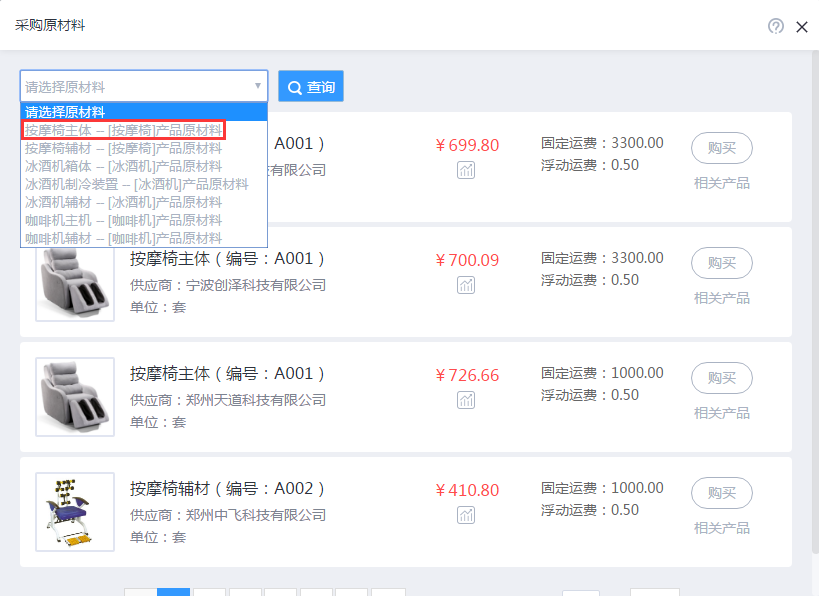 采购原材料
请选择原材料
查询
请选择原材料
按摩椅主体 -- [按摩椅]产品原材料
按摩椅辅材 -- [按摩椅]产品原材料
冰酒机箱体 -- [冰酒机]产品原材料
冰酒机制冷装置 -- [冰酒机]产品原材料
冰酒机辅材 -- [冰酒机]产品原材料
咖啡机主机 -- [咖啡机]产品原材料
咖啡机辅材 -- [咖啡机]产品原材料
A001 )
有限公司
¥699.80
固定运费：3300.00
浮动运费：0.50
购买
相关产品
按摩椅主体（编号：A001 )
供应商：宁波创泽科技有限公司
单位：套
¥700.09
固定运费：3300.00
浮动运费：0.50
购买
相关产品
按摩椅主体（编号：A001 )
供应商：郑州天道科技有限公司
单位：套
¥726.66
固定运费：1000.00
浮动运费：0.50
购买
相关产品
按摩椅辅材（编号：A002 )
供应商：郑州中飞科技有限公司
单位：套
¥410.80
固定运费：1000.00
浮动运费：0.50
购买
相关产品